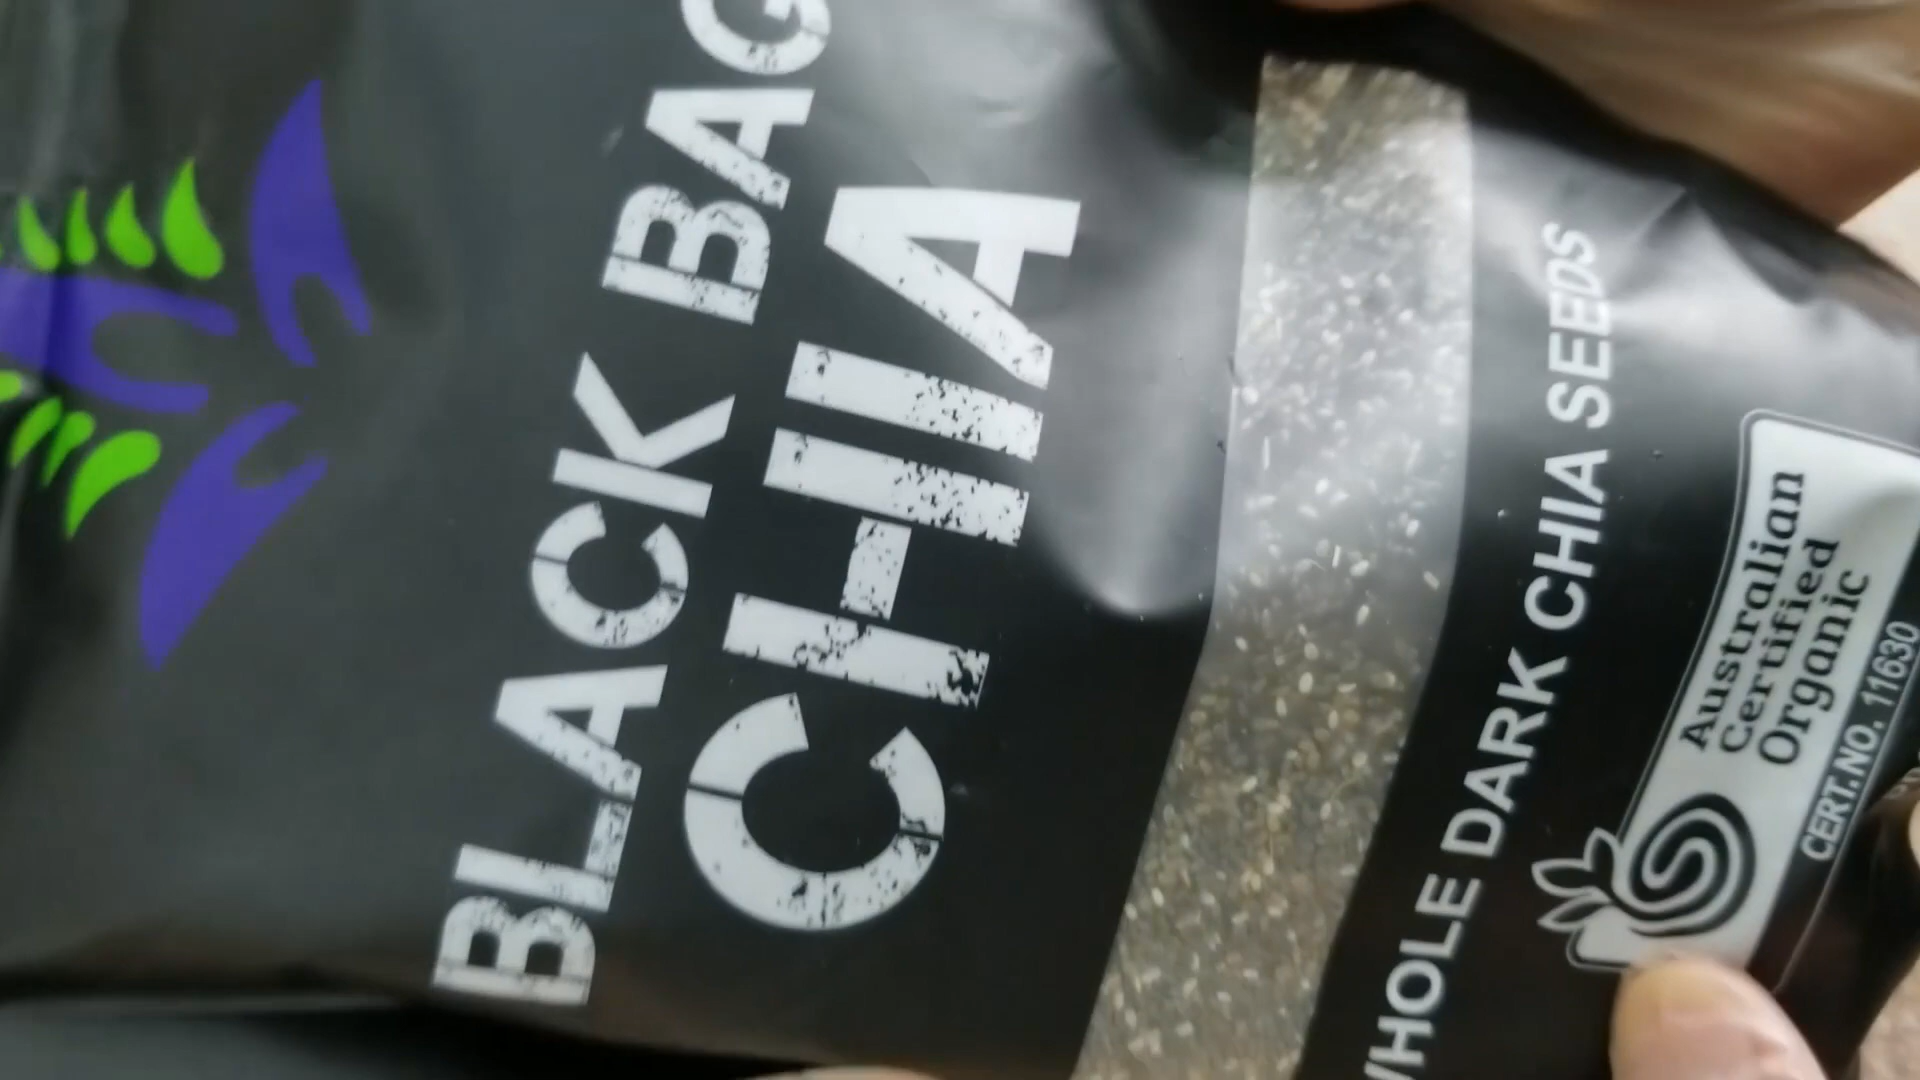 BLACK BAG
CHIA
WHOLE DARK CHIA SEEDS
Australian
Certified
Organic
CERT.NO. 11630